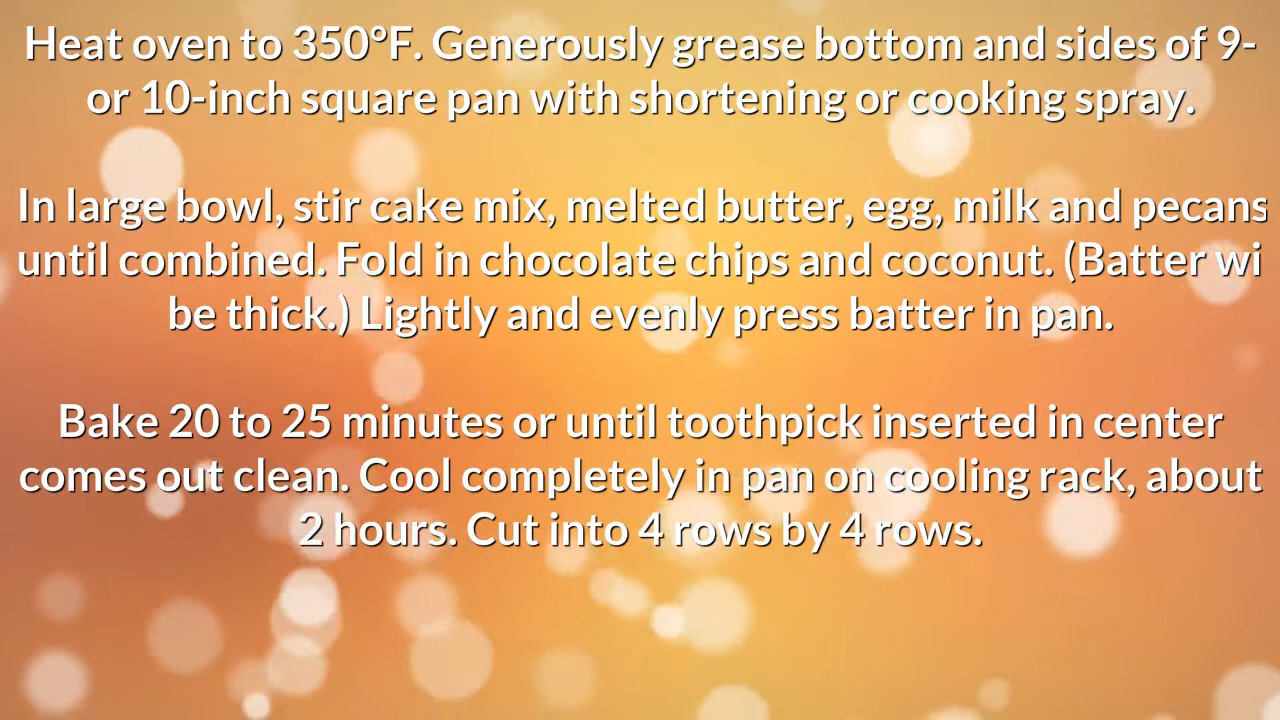 Heat oven to 350°F. Generously grease bottom and sides of 9-
or 10-inch square pan with shortening or cooking spray.
In large bowl, stir cake mix, melted butter, egg, milk and pecans
until combined. Fold in chocolate chips and coconut. (Batter wi
be thick.) Lightly and evenly press batter in pan.
Bake 20 to 25 minutes or until toothpick inserted in center
comes out clean. Cool completely in pan on cooling rack, about
2 hours. Cut into 4 rows by 4 rows.